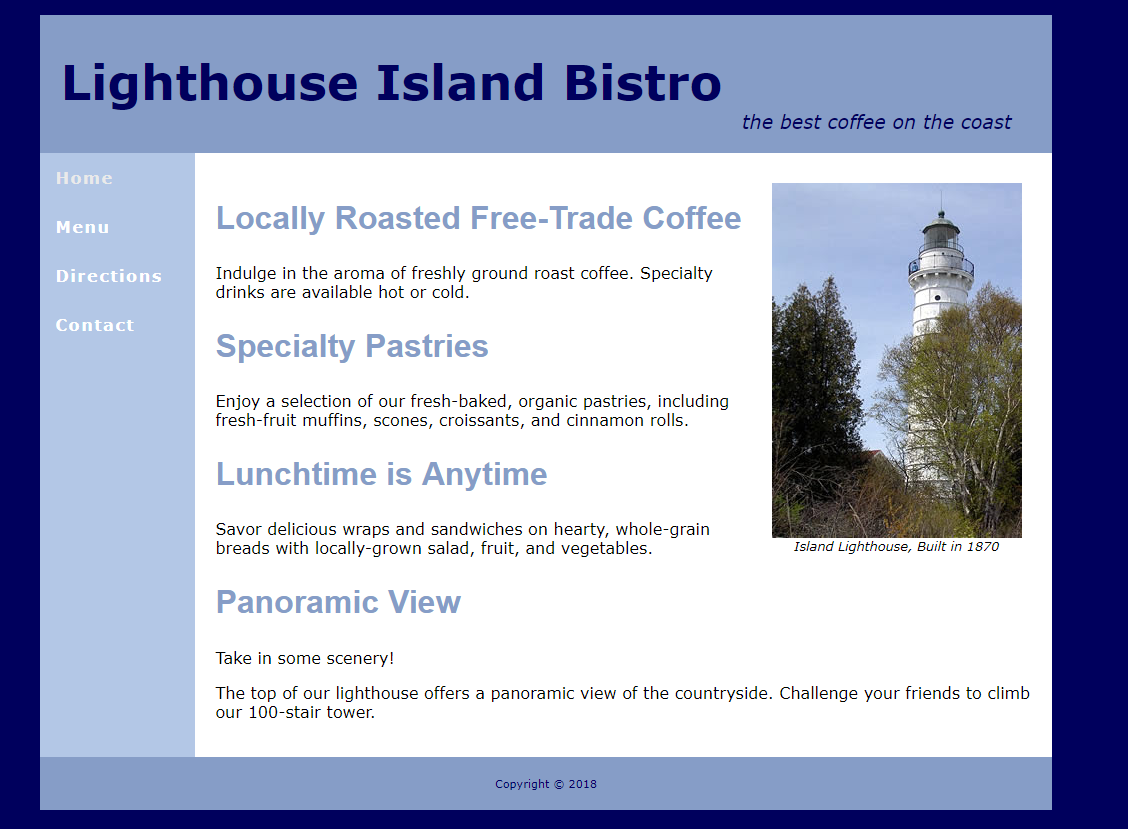 Lighthouse Island Bistro
the best coffee on the coast
Home
Menu
Directions
Contact
Locally Roasted Free-Trade Coffee
Indulge in the aroma of freshly ground roast coffee. Specialty
drinks are available hot or cold.
Specialty Pastries
Enjoy a selection of our fresh-baked, organic pastries, including
fresh-fruit muffins, scones, croissants, and cinnamon rolls.
Lunchtime is Anytime
Savor delicious wraps and sandwiches on hearty, whole-grain
breads with locally-grown salad, fruit, and vegetables.
Island Lighthouse, Built in 1870
Panoramic View
Take in some scenery!
The top of our lighthouse offers a panoramic view of the countryside. Challenge your friends to climb
our 100-stair tower.
Copyright © 2018